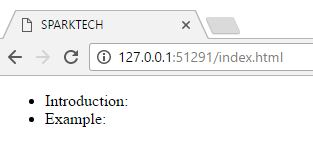 SPARKTECH
127.0.0.1:51291/index.html
Introduction:
Example: